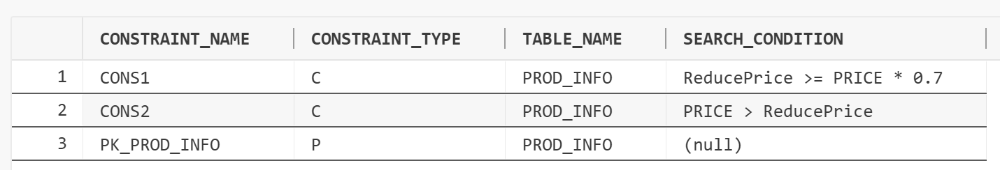 CONSTRAINT_NAME CONSTRAINT_TYPE TABLE_NAME SEARCH_CONDITION
1 CONS1 C PROD_INFO ReducePrice >= PRICE * 0.7
2 CONS2 C PROD_INFO PRICE > ReducePrice
3 PK_PROD_INFO P PROD_INFO (null)